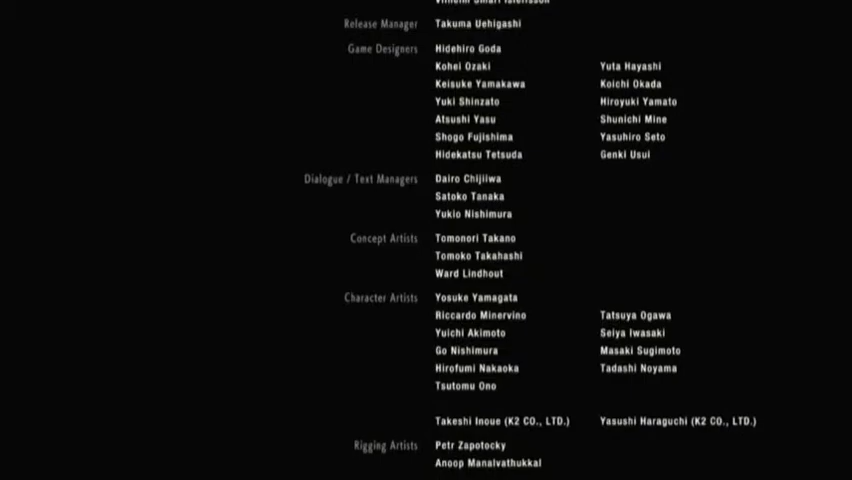 Release Manager Takuma Uehigashi
Game Designers Hidehiro Goda
Kohei Ozaki Yuta Hayashi
Keisuke Yamakawa Koichi Okada
Yuki Shinzato Hiroyuki Yamato
Atsushi Yasu Shunichi Mine
Shogo Fujishima Yasuhiro Seto
Hidekatsu Tetsuda Genki Usui
Dialogue / Text Managers Dairo Chijiiwa
Satoko Tanaka
Yukio Nishimura
Concept Artists Tomonori Takano
Tomoko Takahashi
Ward Lindhout
Character Artists Yosuke Yamagata
Riccardo Minervino Tatsuya Ogawa
Yuichi Akimoto Seiya Iwasaki
Go Nishimura Masaki Sugimoto
Hirofumi Nakaoka Tadashi Noyama
Tsutomu Ono
Takeshi Inoue (K2 CO., LTD.) Yasushi Haraguchi (K2 CO., LTD.)
Rigging Artists Petr Zapotocky
Anoop Manalvathukkal